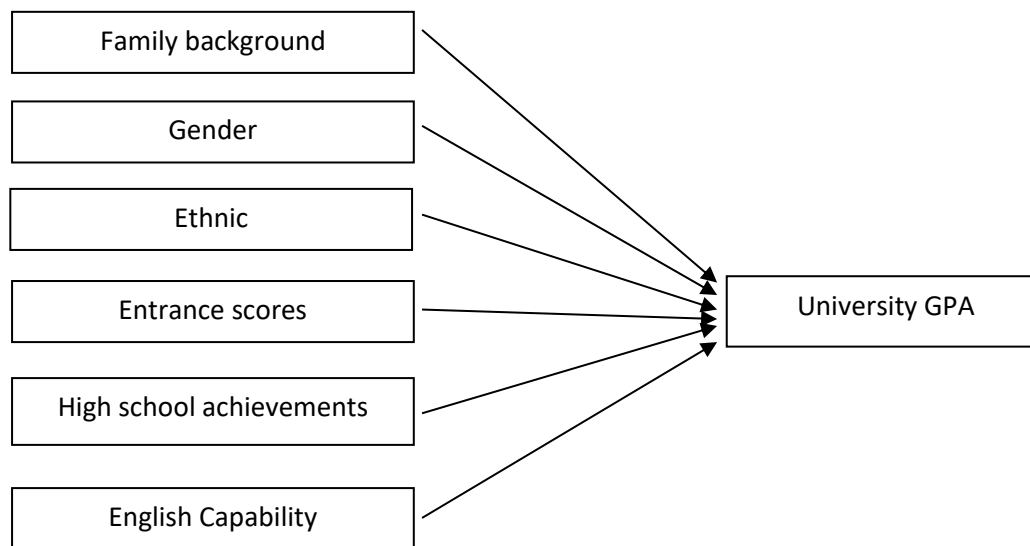 Family background
Gender
Ethnic
Entrance scores
High school achievements
English Capability
University GPA